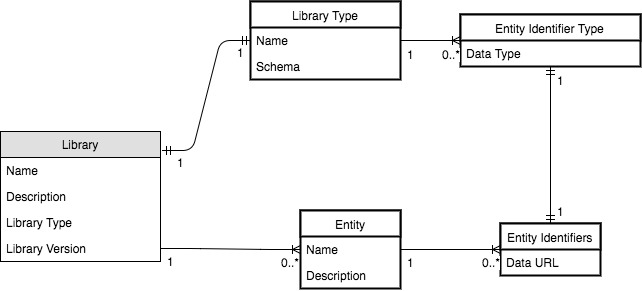 Library Type
Name
Schema
Entity Identifier Type
Data Type
1
1
0..*
1
1
Library
Name
Description
Library Type
Library Version
1
0..*
Entity
Name
Description
1
0..*
1
Entity Identifiers
Data URL